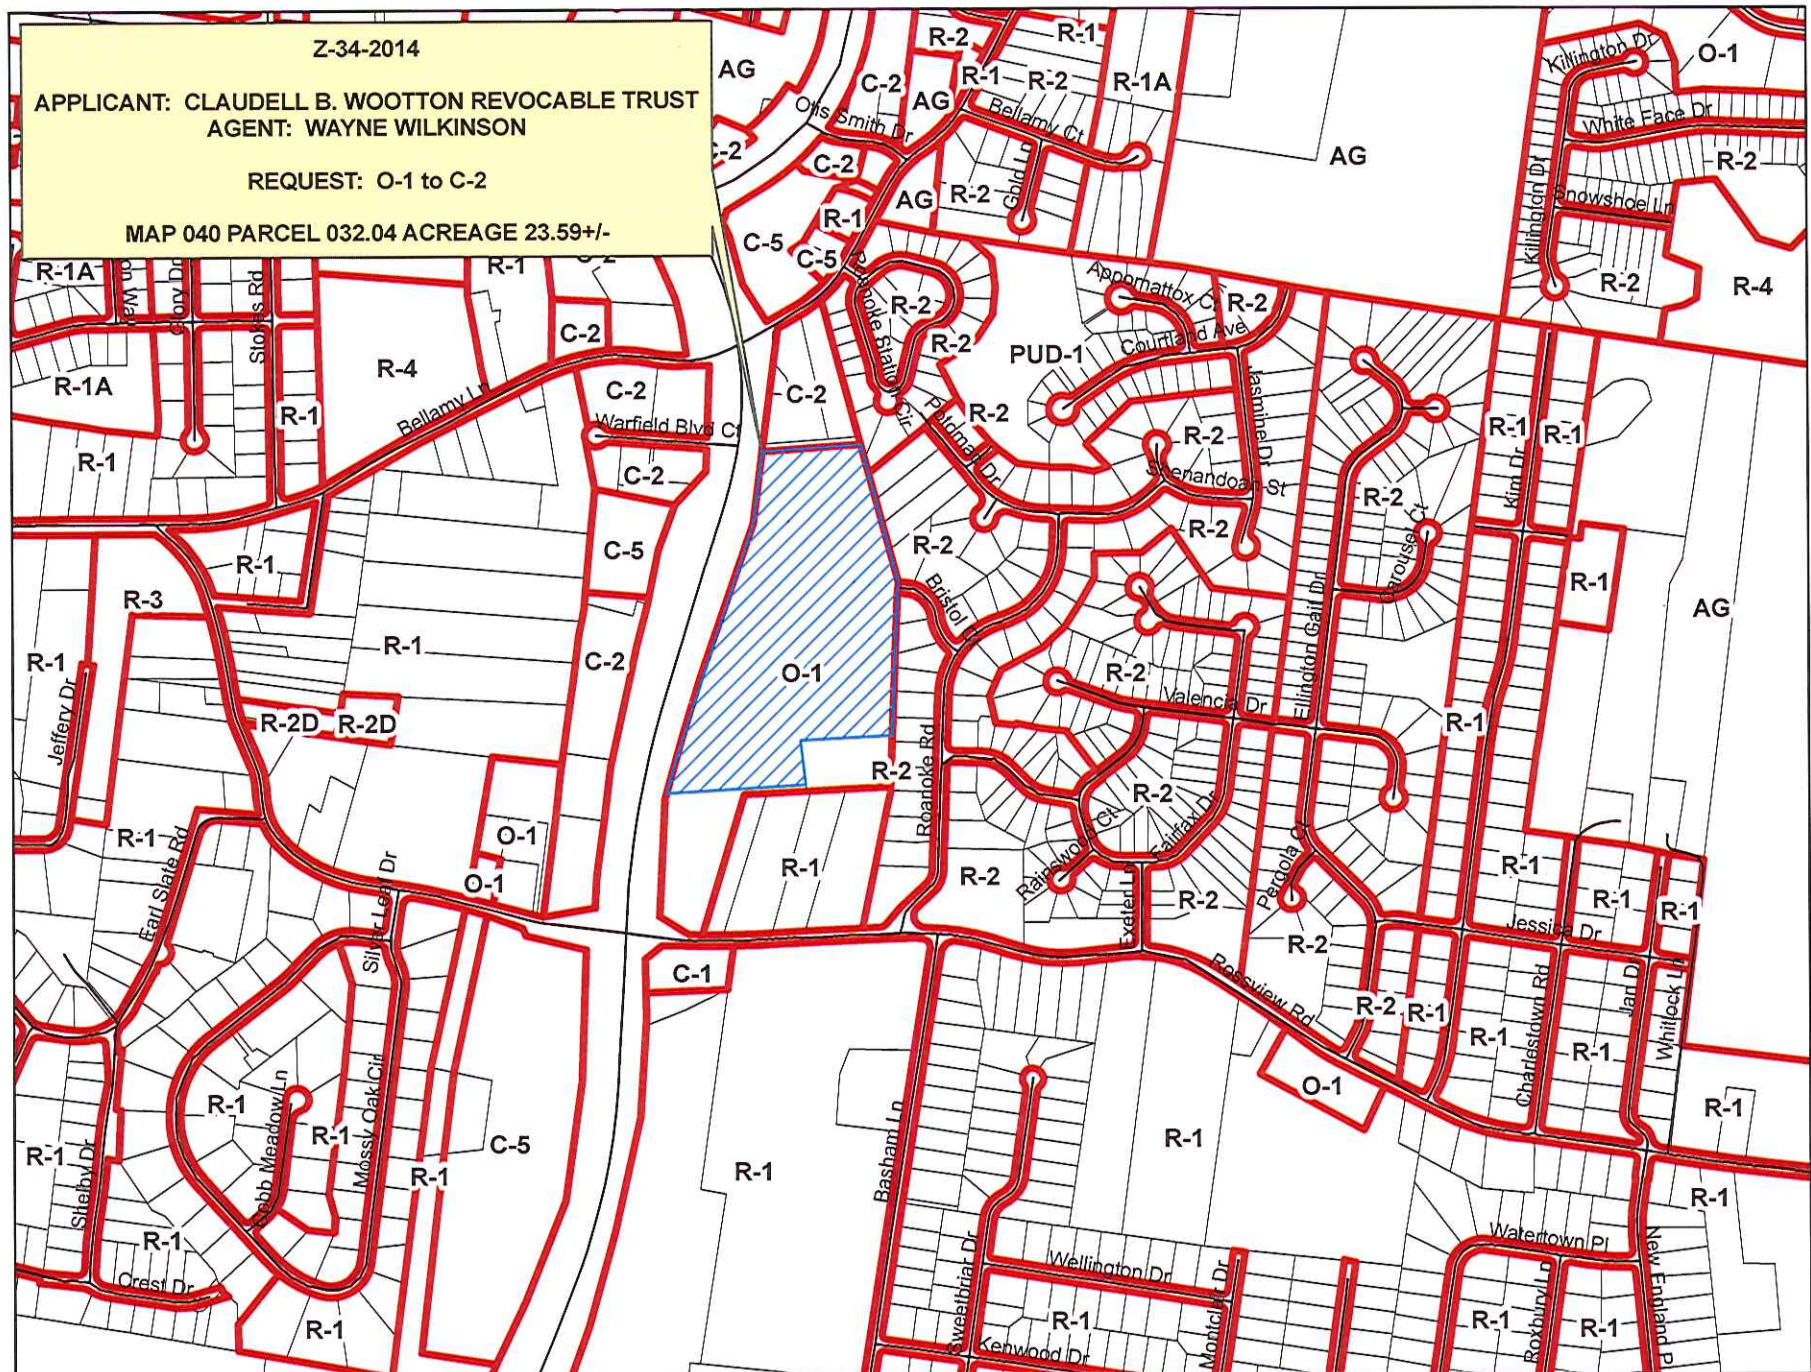 Z-34-2014
APPLICANT: CLAUDELL B. WOOTTON REVOCABLE TRUST
AGENT: WAYNE WILKINSON
REQUEST: O-1 to C-2
MAP 040 PARCEL 032.04 ACREAGE 23.59+/-
AG
C-2
R-2
R-1
AG
R-1
R-2
R-1A
Otis Smith Dr
Bellamy Ct
C-2
C-2
AG
R-2
Gold Ln
R-1
C-5
C-5
AG
Killington Dr
O-1
White Face Dr
R-2
Killington Dr
Snowshoe Ln
R-2
R-4
R-1A
Glory Dr
Stokes Rd
R-1
C-2
R-4
R-1A
R-1
R-1
Bellamy Ln
C-2
Warfield Blvd Ct
C-2
C-2
R-2
R-2
Roanoke Station Cir
Appomattox Ct
R-2
PUD-1
Courtland Ave
Jasmine Dr
R-2
Potomac Dr
R-2
Shenandoah St
R-2
R-2
R-2
Carousel Ct
R-1
R-1
Kim Dr
R-1
AG
C-5
R-1
R-3
R-1
R-1
C-2
O-1
Bristol Ct
Ellington Gail Dr
R-2
Valencia Dr
R-1
Jeffery Dr
R-2D
R-2D
R-2
Roanoke Rd
R-2
Fairfax Dr
Rainswood Ct
R-1
Earl Slate Rd
O-1
O-1
Silver Leaf Dr
R-1
R-2
Exeter Ln
R-2
Pergola Ct
R-2
R-1
R-1
R-1
Jessica Dr
C-1
Rossview Rd
R-2
R-1
R-1
Charlestown Rd
R-1
Jan Dr
Whitlock Ln
O-1
R-1
R-1
Cobb Meadow Ln
R-1
Mossy Oak Cir
R-1
C-5
R-1
Basham Ln
R-1
R-1
Shelby Dr
R-1
Crest Dr
R-1
Sweetbriar Dr
Wellington Dr
R-1
Kenwood Dr
Montclair Dr
Watertown Pl
R-1
Roxbury Ln
R-1
New England Pl
R-1